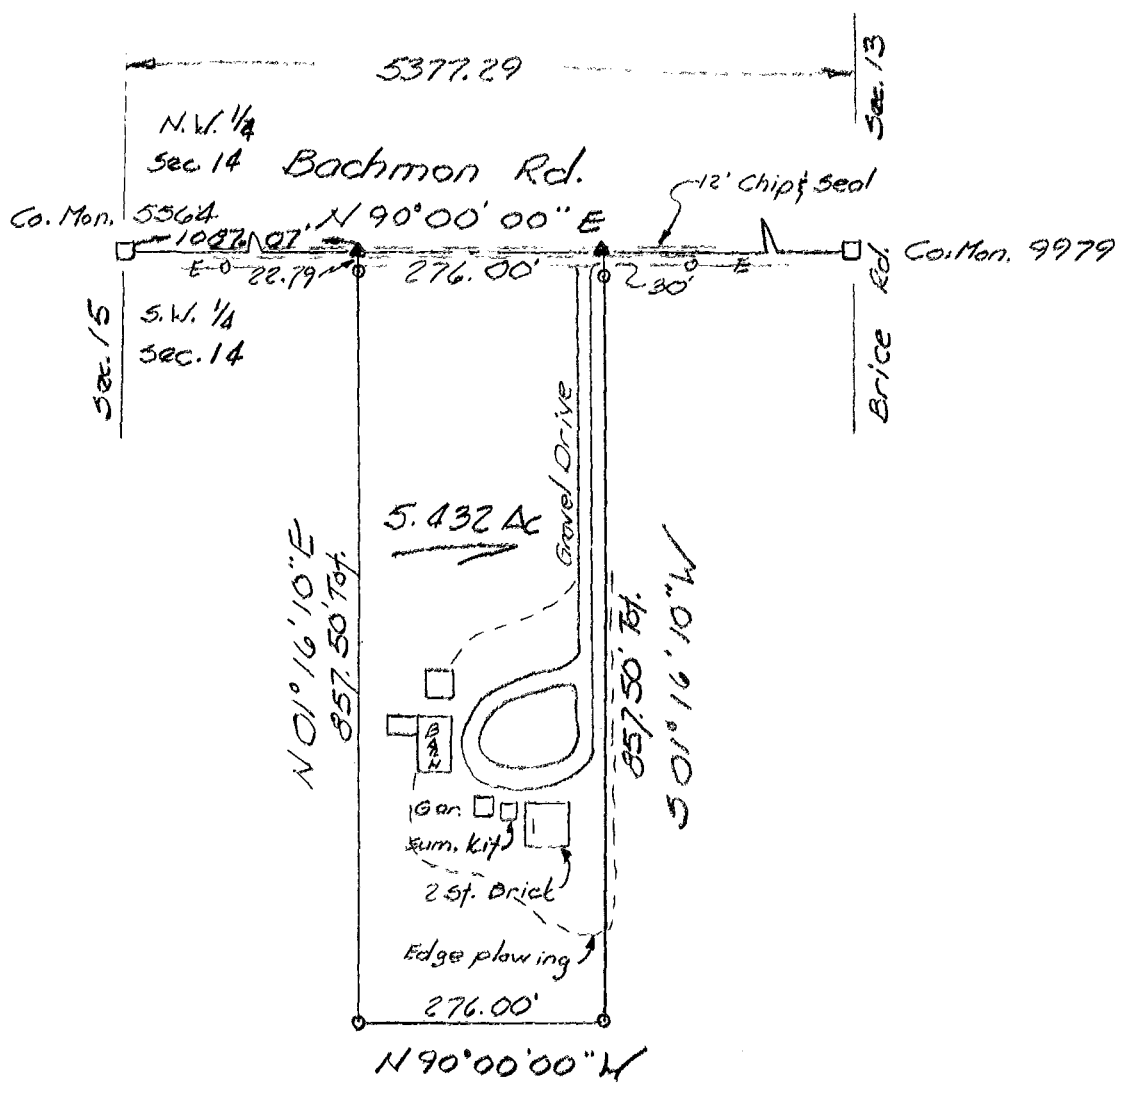 5377.29
Sec. 13
N.W. 1/4
Sec 14
Bachmon Rd.
12' Chip & Seal
Co. Mon. 5564
N 90° 00' 00" E
1087.07'
Co. Mon. 9979
E
22.79
276.00'
30'
E
Brice Rd.
Sec. 15
S.W. 1/4
Sec. 14
Gravel Drive
5.432 Ac
N 01° 16' 10" E
857.50' Tot.
857.50' Tot.
S 01° 16' 10" W
BARN
Gar.
Sum. Kit
2 St. Brick
Edge plowing
276.00'
N 90° 00' 00" W